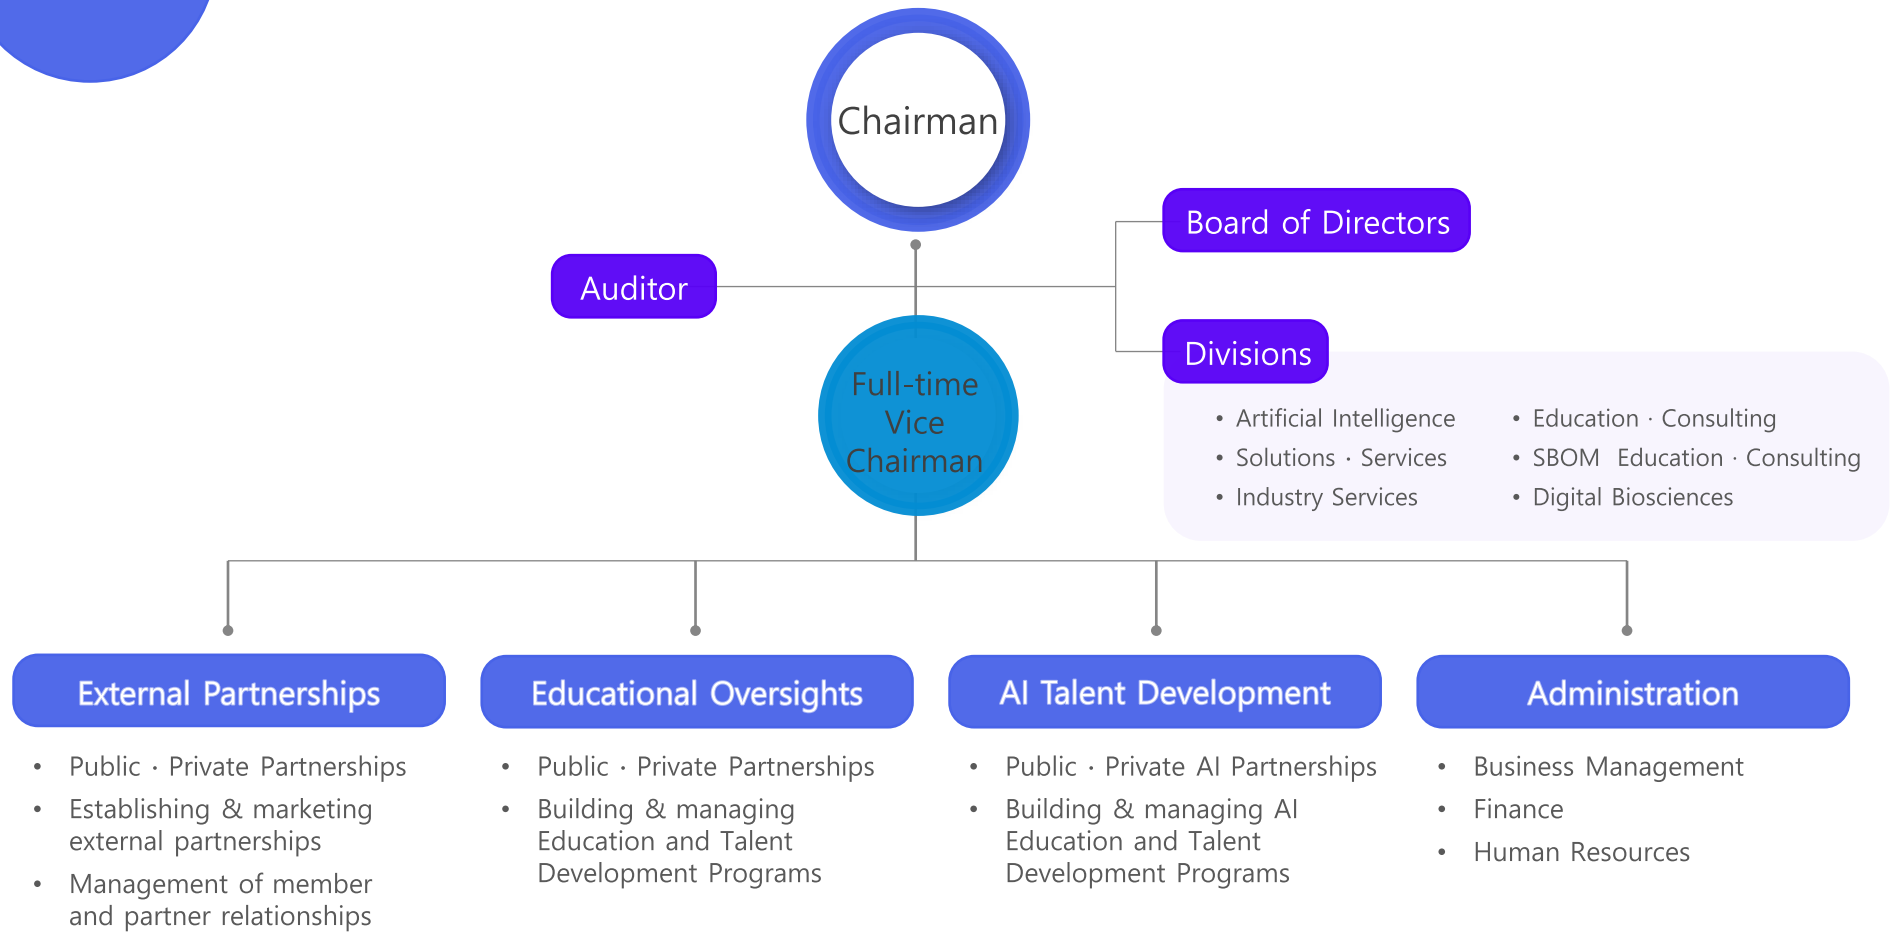 Chairman
Board of Directors
Auditor
Divisions
Full-time
Vice
Chairman
• Artificial Intelligence
• Solutions · Services
• Industry Services
• Education · Consulting
• SBOM Education · Consulting
• Digital Biosciences
External Partnerships
• Public · Private Partnerships
• Establishing & marketing
external partnerships
• Management of member
and partner relationships
Educational Oversights
• Public · Private Partnerships
• Building & managing
Education and Talent
Development Programs
AI Talent Development
• Public · Private AI Partnerships
• Building & managing AI
Education and Talent
Development Programs
Administration
• Business Management
• Finance
• Human Resources